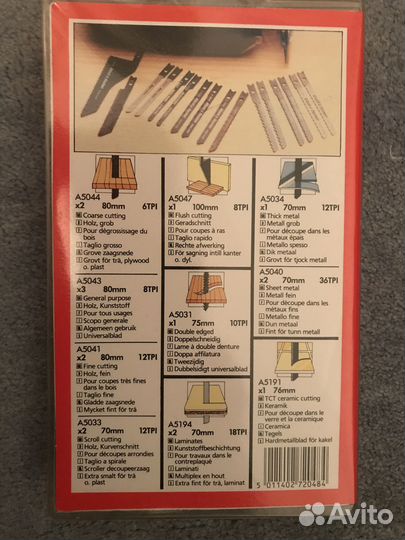 A5044
x2 80mm 6TPI
Coarse cutting
Holz, grob
Pour dégrossissage du
bois
Taglio grosso
Grove zaagsnede
Grovt för trä, plywood
o. plast
A5043
x3 80mm 8TPI
General purpose
Holz, Kunststoff
Pour tous usages
Scopo generale
Algemeen gebruik
Universalblad
A5041
x2 80mm 12TPI
Fine cutting
Holz, fein
Pour coupes très fines
dans le bois
Taglio fine
Gladde zaagsnede
Mycket fint för trä
A5033
x2 70mm 12TPI
Scroll cutting
Holz, Kurvenschnitt
Pour découpes arrondies
Taglio a spirale
Scroller decoupeerzaag
Extra smalt för trä
o. plast
A5047
x1 100mm 8TPI
Flush cutting
Geradschnitt
Pour coupes à ras
Taglio rapido
Rechte afwerking
För sågning intill kanter
o. dyl.
A5031
x1 75mm 10TPI
Double edged
Doppelschneidig
Lame à double denture
Doppa affilatura
Tweezijdig
Dubbelsidigt universalblad
A5194
x2 70mm 18TPI
Laminates
Kunststoffbeschichtung
Pour travaux dans le
contreplaqué
Laminati
Multiplex en hout
Extra fint för trä, laminat
A5034
x1 70mm 12TPI
Thick metal
Metall grob
Pour découpe dans les
métaux épais
Metallo spesso
Dik metaal
Grovt för tjock metall
A5040
x2 70mm 36TPI
Sheet metal
Metall fein
Pour découpe dans les
métaux fins
Metallo fine
Dun metaal
Fint för tunn metall
A5191
x1 76mm
TCT ceramic cutting
Keramik
Pour découpe dans le
verre et la ceramique
Ceramica
Tegels
Hardmetallblad för kakel
5 011402 720484
Avito